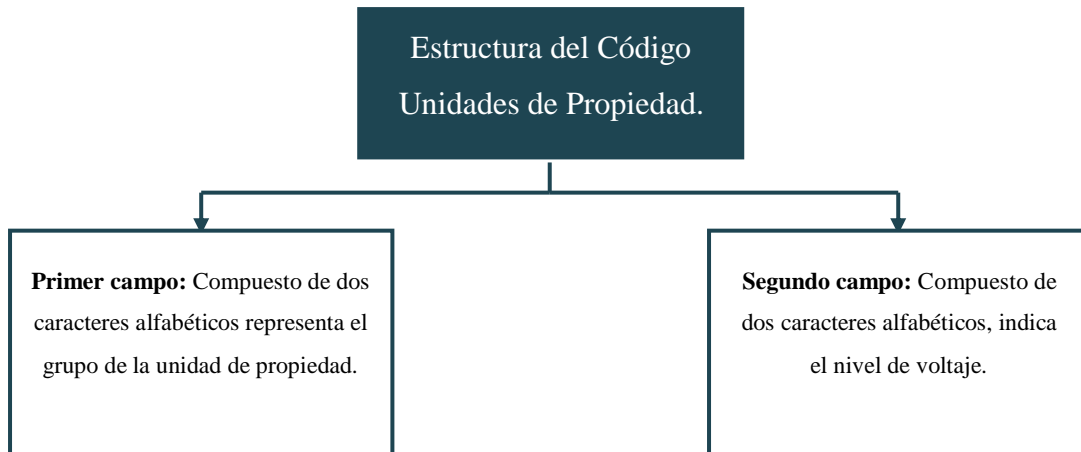 Estructura del Código
Unidades de Propiedad.
Primer campo: Compuesto de dos
caracteres alfabéticos representa el
grupo de la unidad de propiedad.
Segundo campo: Compuesto de
dos caracteres alfabéticos, indica
el nivel de voltaje.